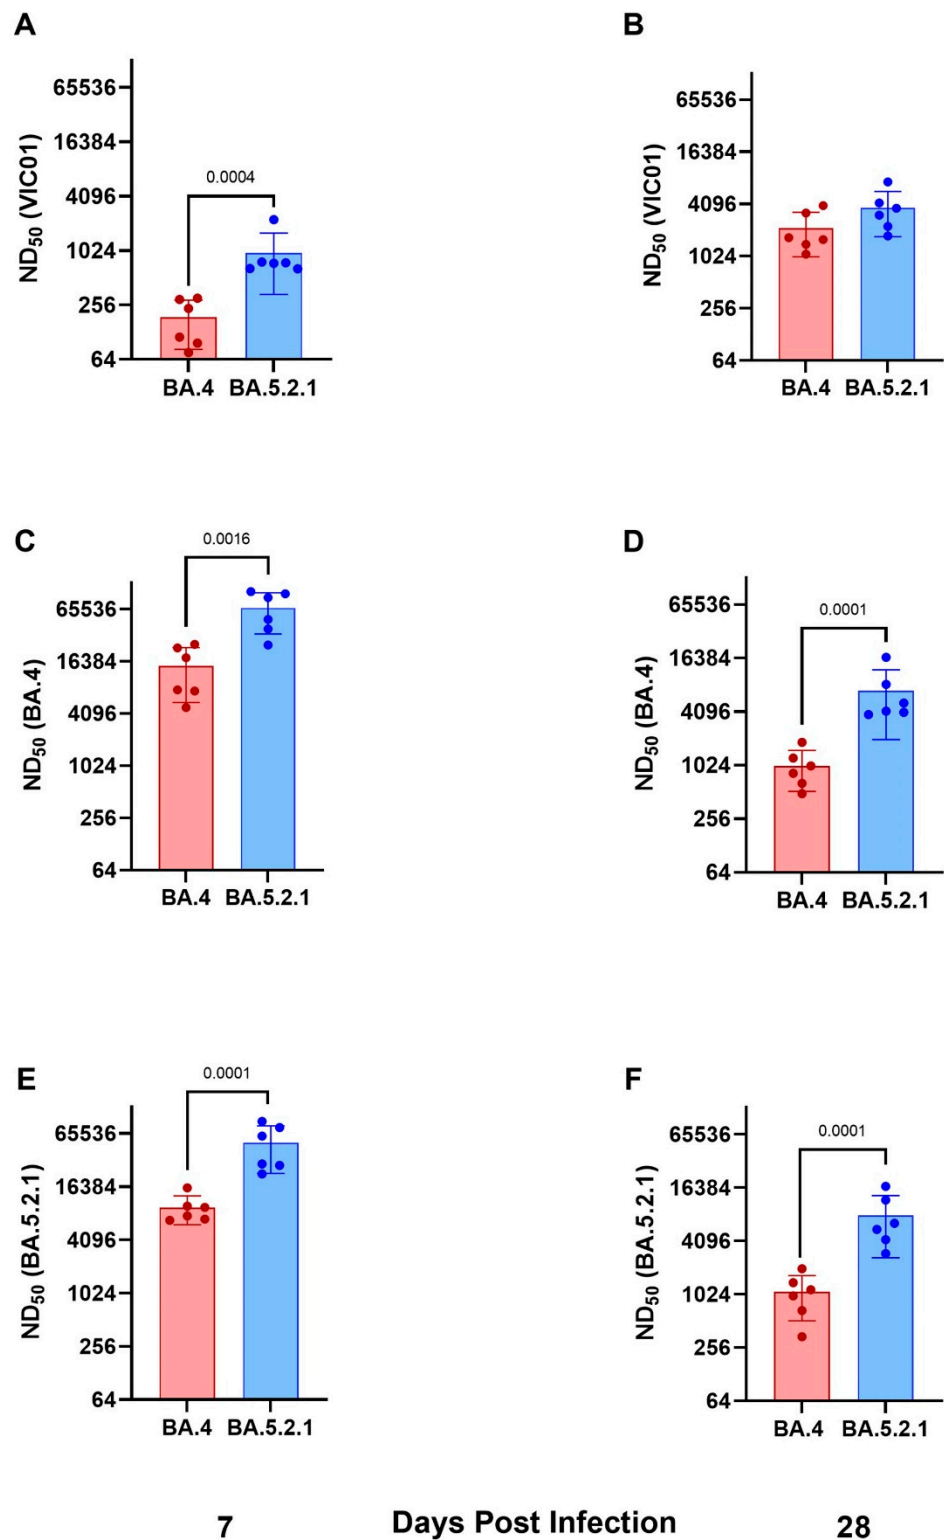 A
ND50 (VIC01)
65536
16384
4096
1024
256
64
0.0004
BA.4 BA.5.2.1
B
ND50 (VIC01)
65536
16384
4096
1024
256
64
BA.4 BA.5.2.1
C
ND50 (BA.4)
65536
16384
4096
1024
256
64
0.0016
BA.4 BA.5.2.1
D
ND50 (BA.4)
65536
16384
4096
1024
256
64
0.0001
BA.4 BA.5.2.1
E
ND50 (BA.5.2.1)
65536
16384
4096
1024
256
64
0.0001
BA.4 BA.5.2.1
F
ND50 (BA.5.2.1)
65536
16384
4096
1024
256
64
0.0001
BA.4 BA.5.2.1
7 Days Post Infection 28